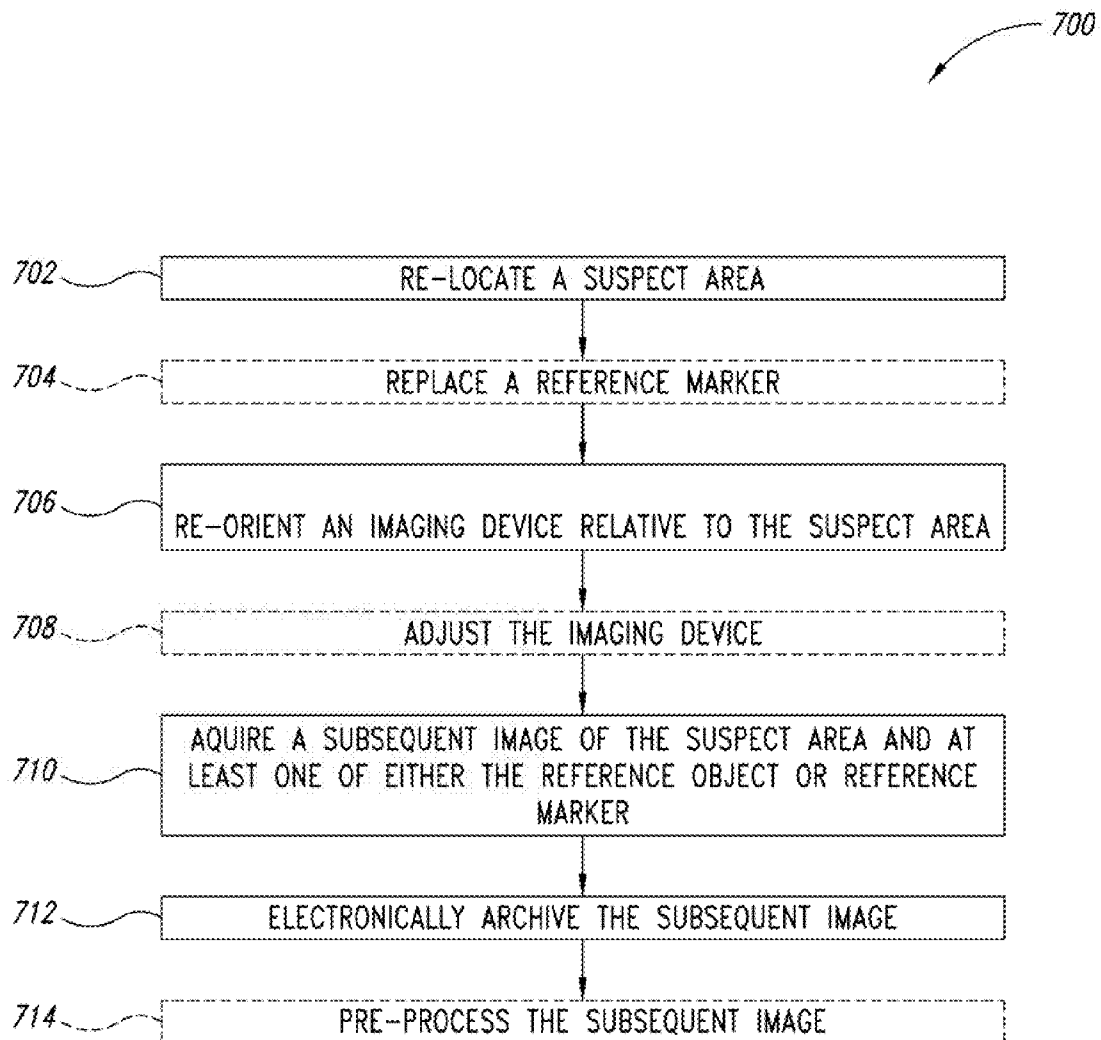 700
702
RE-LOCATE A SUSPECT AREA
704
REPLACE A REFERENCE MARKER
706
RE-ORIENT AN IMAGING DEVICE RELATIVE TO THE SUSPECT AREA
708
ADJUST THE IMAGING DEVICE
710
AQUIRE A SUBSEQUENT IMAGE OF THE SUSPECT AREA AND AT
LEAST ONE OF EITHER THE REFERENCE OBJECT OR REFERENCE
MARKER
712
ELECTRONICALLY ARCHIVE THE SUBSEQUENT IMAGE
714
PRE-PROCESS THE SUBSEQUENT IMAGE